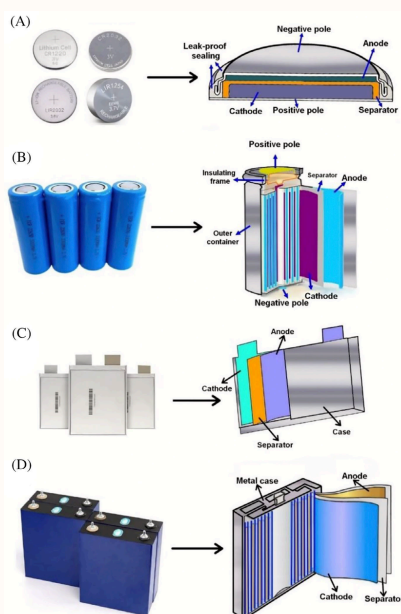 (A)
Negative pole
Leak-proof
sealing
Anode
Cathode
Positive pole
Separator
(B)
Positive pole
Insulating
frame
Separator
Anode
Outer
container
Negative pole
Cathode
(C)
Anode
Cathode
Separator
Case
(D)
Metal case
Anode
Cathode
Separator